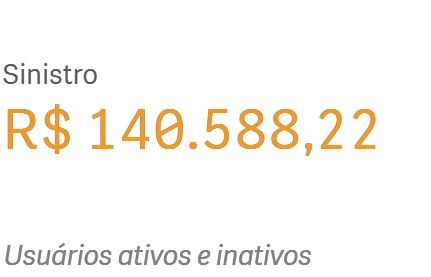 Sinistro
R$ 140.588,22
Usuários ativos e inativos